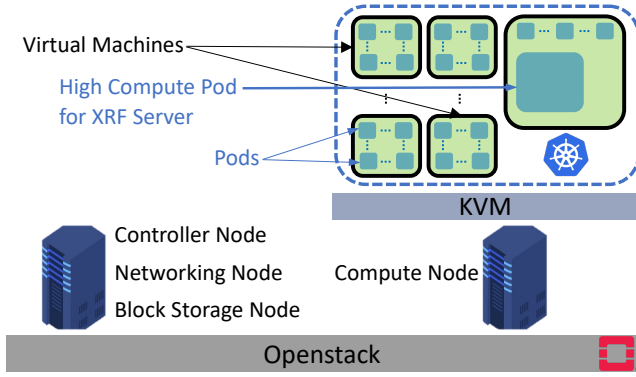 Virtual Machines
High Compute Pod
for XRF Server
Pods
KVM
Controller Node
Networking Node
Compute Node
Block Storage Node
Openstack